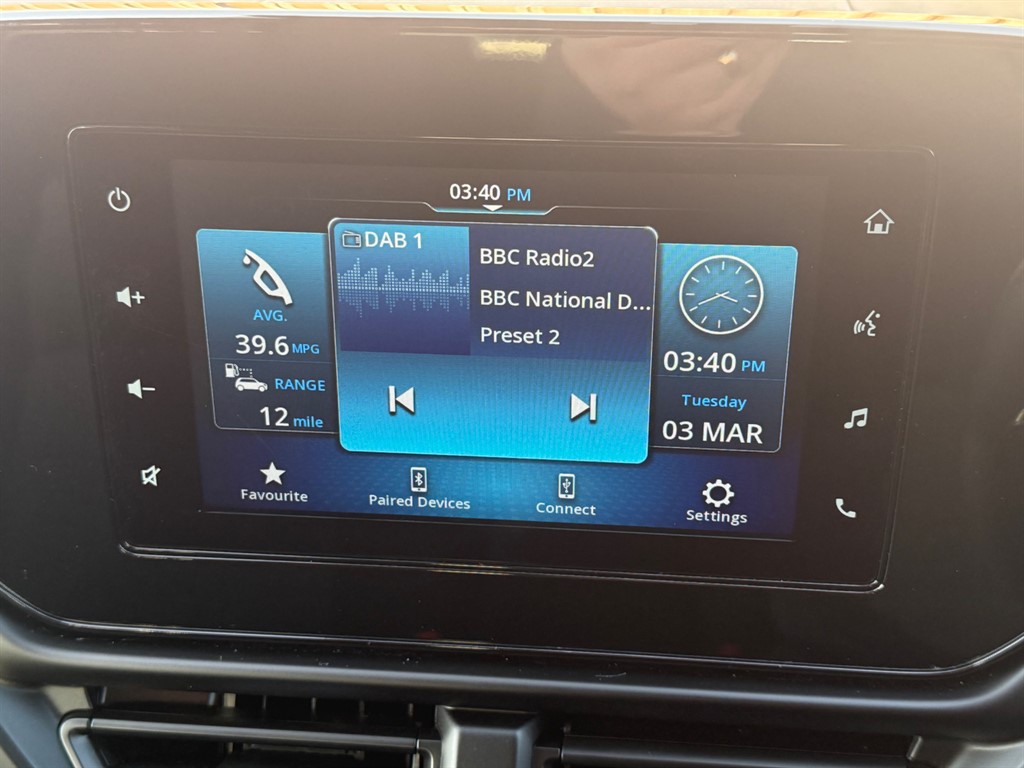 03:40 PM
DAB 1
BBC Radio2
BBC National D...
Preset 2
AVG.
39.6 MPG
RANGE
12 mile
03:40 PM
Tuesday
03 MAR
Favourite
Paired Devices
Connect
Settings